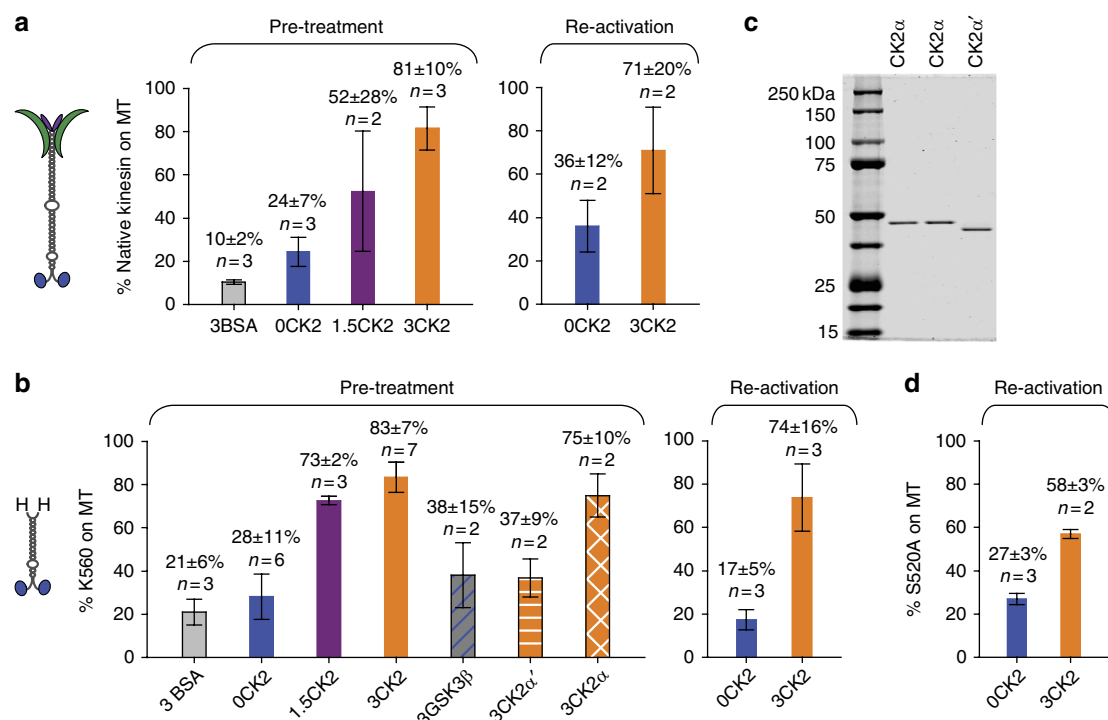 a
Pre-treatment
Re-activation
% Native kinesin on MT
100
80
60
40
20
0
10±2%
n=3
24±7%
n=3
52±28%
n=2
81±10%
n=3
3BSA
0CK2
1.5CK2
3CK2
100
80
60
40
20
0
36±12%
n=2
71±20%
n=2
0CK2
3CK2
c
CK2α
CK2α
CK2α′
250 kDa
150
100
75
50
25
15
b
Pre-treatment
Re-activation
H H
% K560 on MT
100
80
60
40
20
0
21±6%
n=3
28±11%
n=6
73±2%
n=3
83±7%
n=7
38±15%
n=2
37±9%
n=2
75±10%
n=2
3 BSA
0CK2
1.5CK2
3CK2
3GSK3β
3CK2α′
3CK2α
100
80
60
40
20
0
17±5%
n=3
74±16%
n=3
0CK2
3CK2
d
Re-activation
% S520A on MT
100
80
60
40
20
0
27±3%
n=3
58±3%
n=2
0CK2
3CK2